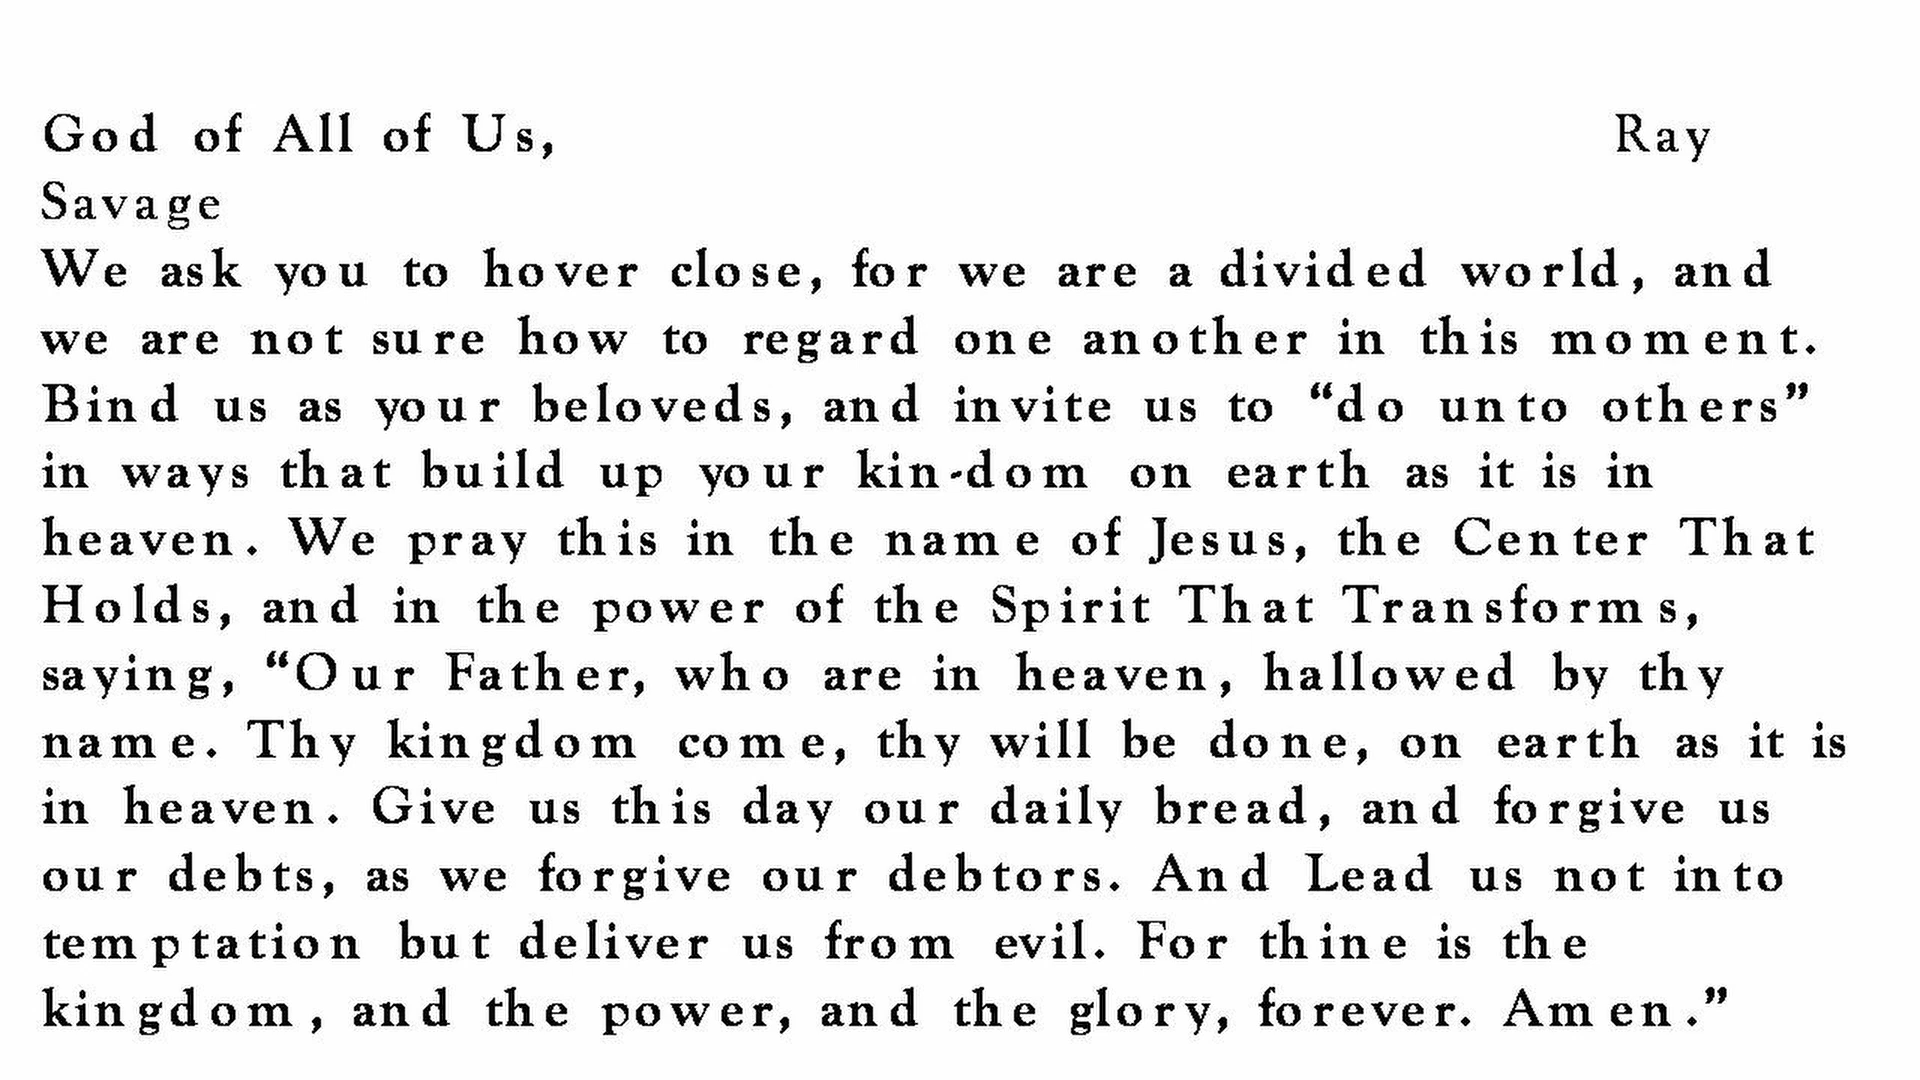 God of All of Us, Ray
Savage
We ask you to hover close, for we are a divided world, and
we are not sure how to regard one another in this moment.
Bind us as your beloveds, and invite us to “do unto others”
in ways that build up your kin-dom on earth as it is in
heaven. We pray this in the name of Jesus, the Center That
Holds, and in the power of the Spirit That Transforms,
saying, “Our Father, who are in heaven, hallowed by thy
name. Thy kingdom come, thy will be done, on earth as it is
in heaven. Give us this day our daily bread, and forgive us
our debts, as we forgive our debtors. And Lead us not into
temptation but deliver us from evil. For thine is the
kingdom, and the power, and the glory, forever. Amen.”